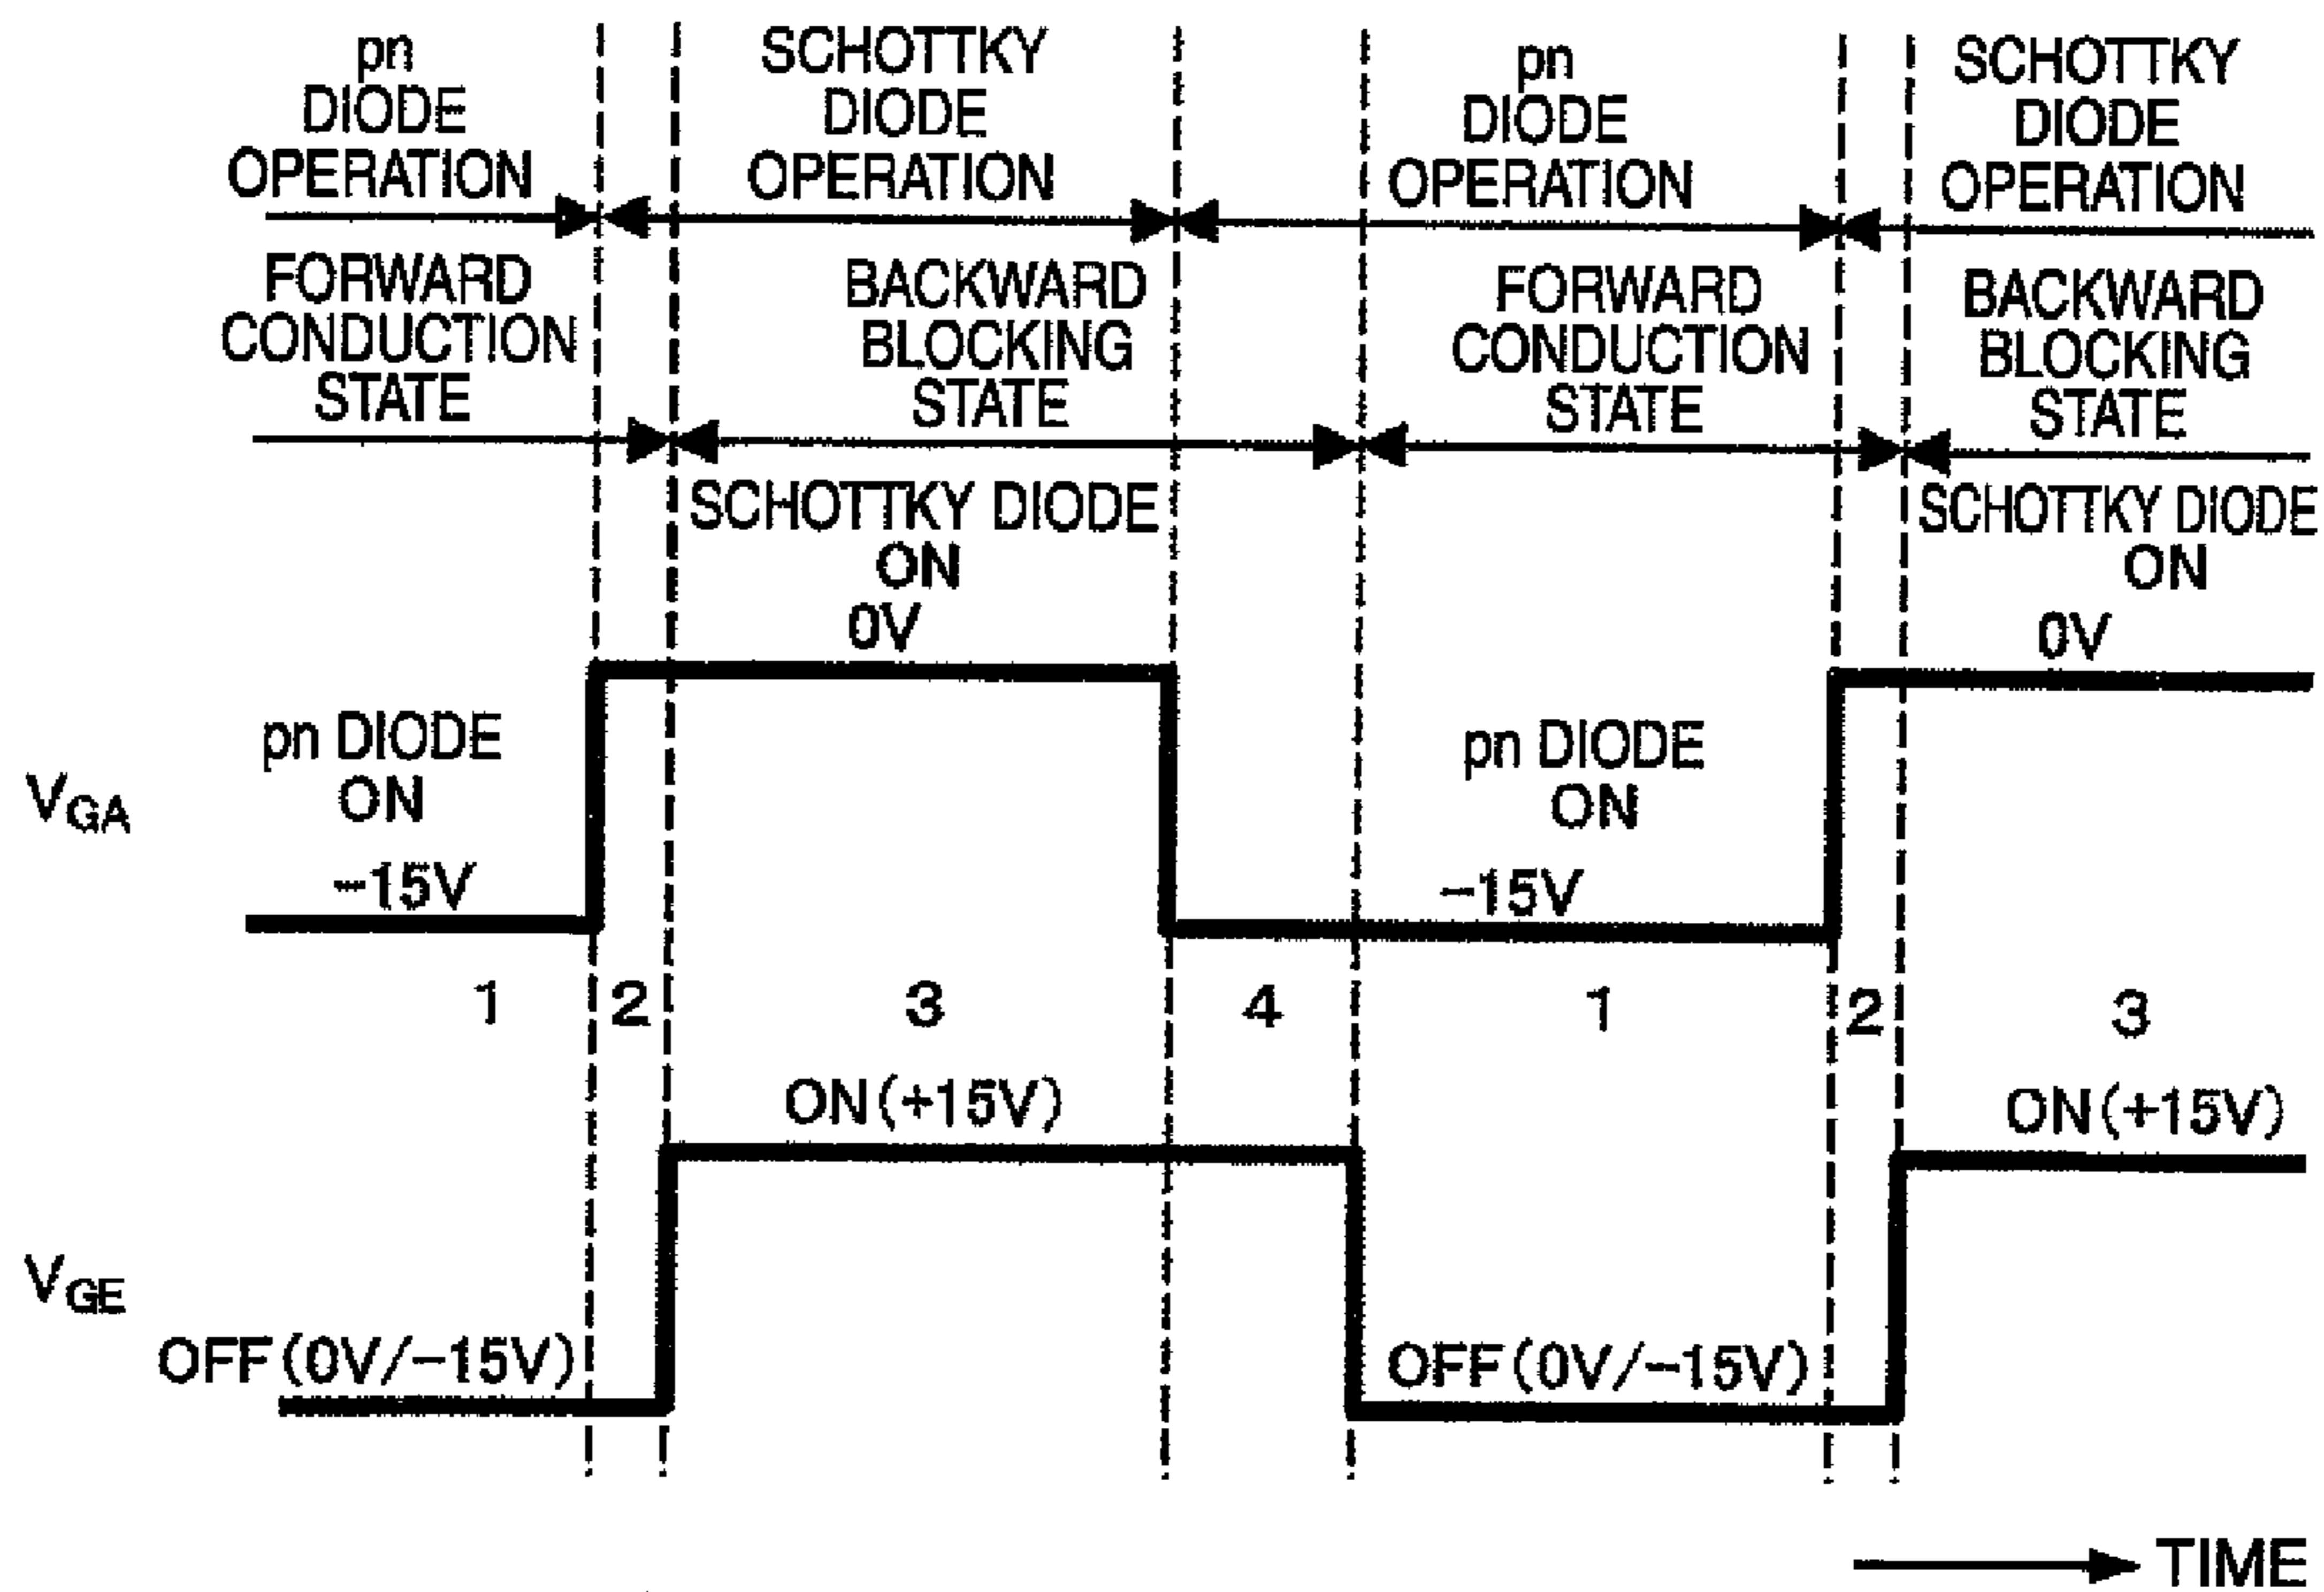 pn
DIODE
OPERATION
SCHOTTKY
DIODE
OPERATION
pn
DIODE
OPERATION
SCHOTTKY
DIODE
OPERATION
FORWARD
CONDUCTION
STATE
BACKWARD
BLOCKING
STATE
FORWARD
CONDUCTION
STATE
BACKWARD
BLOCKING
STATE
SCHOTTKY DIODE
ON
0V
SCHOTTKY DIODE
ON
0V
VGA
pn DIODE
ON
−15V
pn DIODE
ON
−15V
1 2 3 4 1 2 3
ON(+15V)
ON(+15V)
VGE
OFF(0V/−15V)
OFF(0V/−15V)
TIME